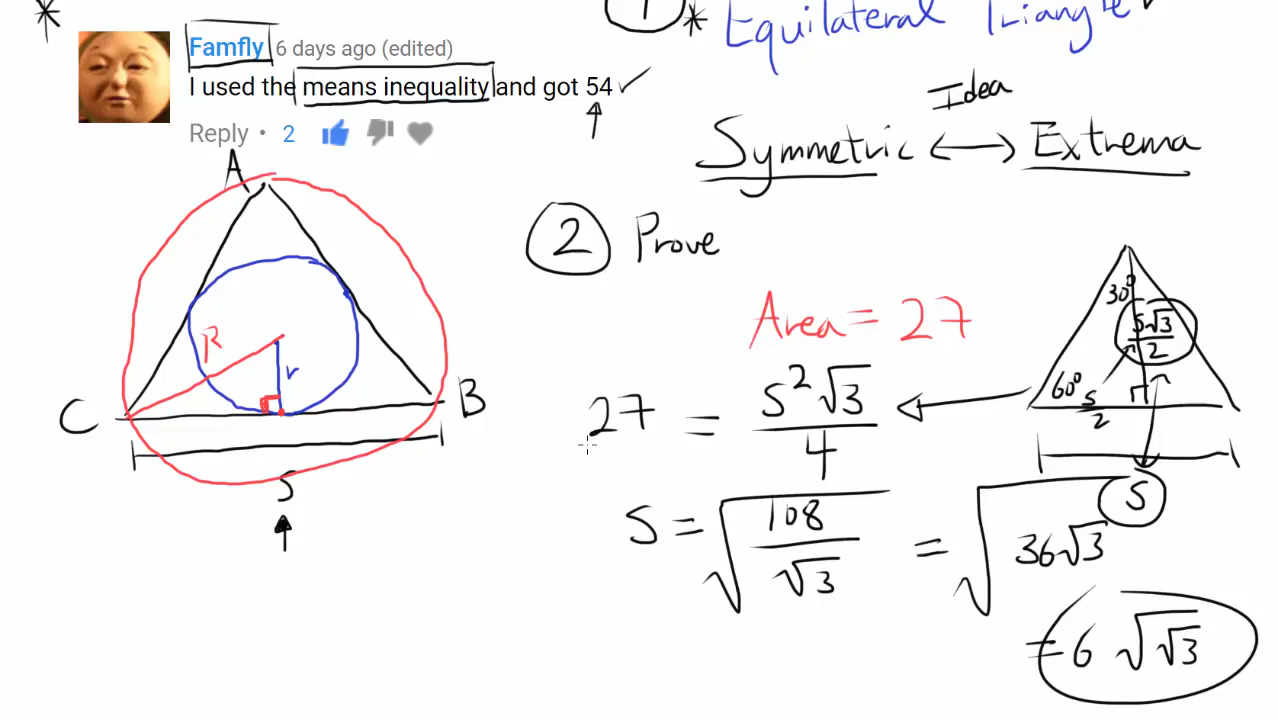 *
Famfly 6 days ago (edited)
I used the means inequality and got 54 ✓
Reply • 2
1 * Equilateral Triangle ✓
Idea
Symmetric ⟷ Extrema
2 Prove
A
R
r
C
B
S
Area = 27
30°
S√3
2
60°
S
2
S
27 = S²√3
4
S = √(108
√3) = √(36√3)
= 6√√3